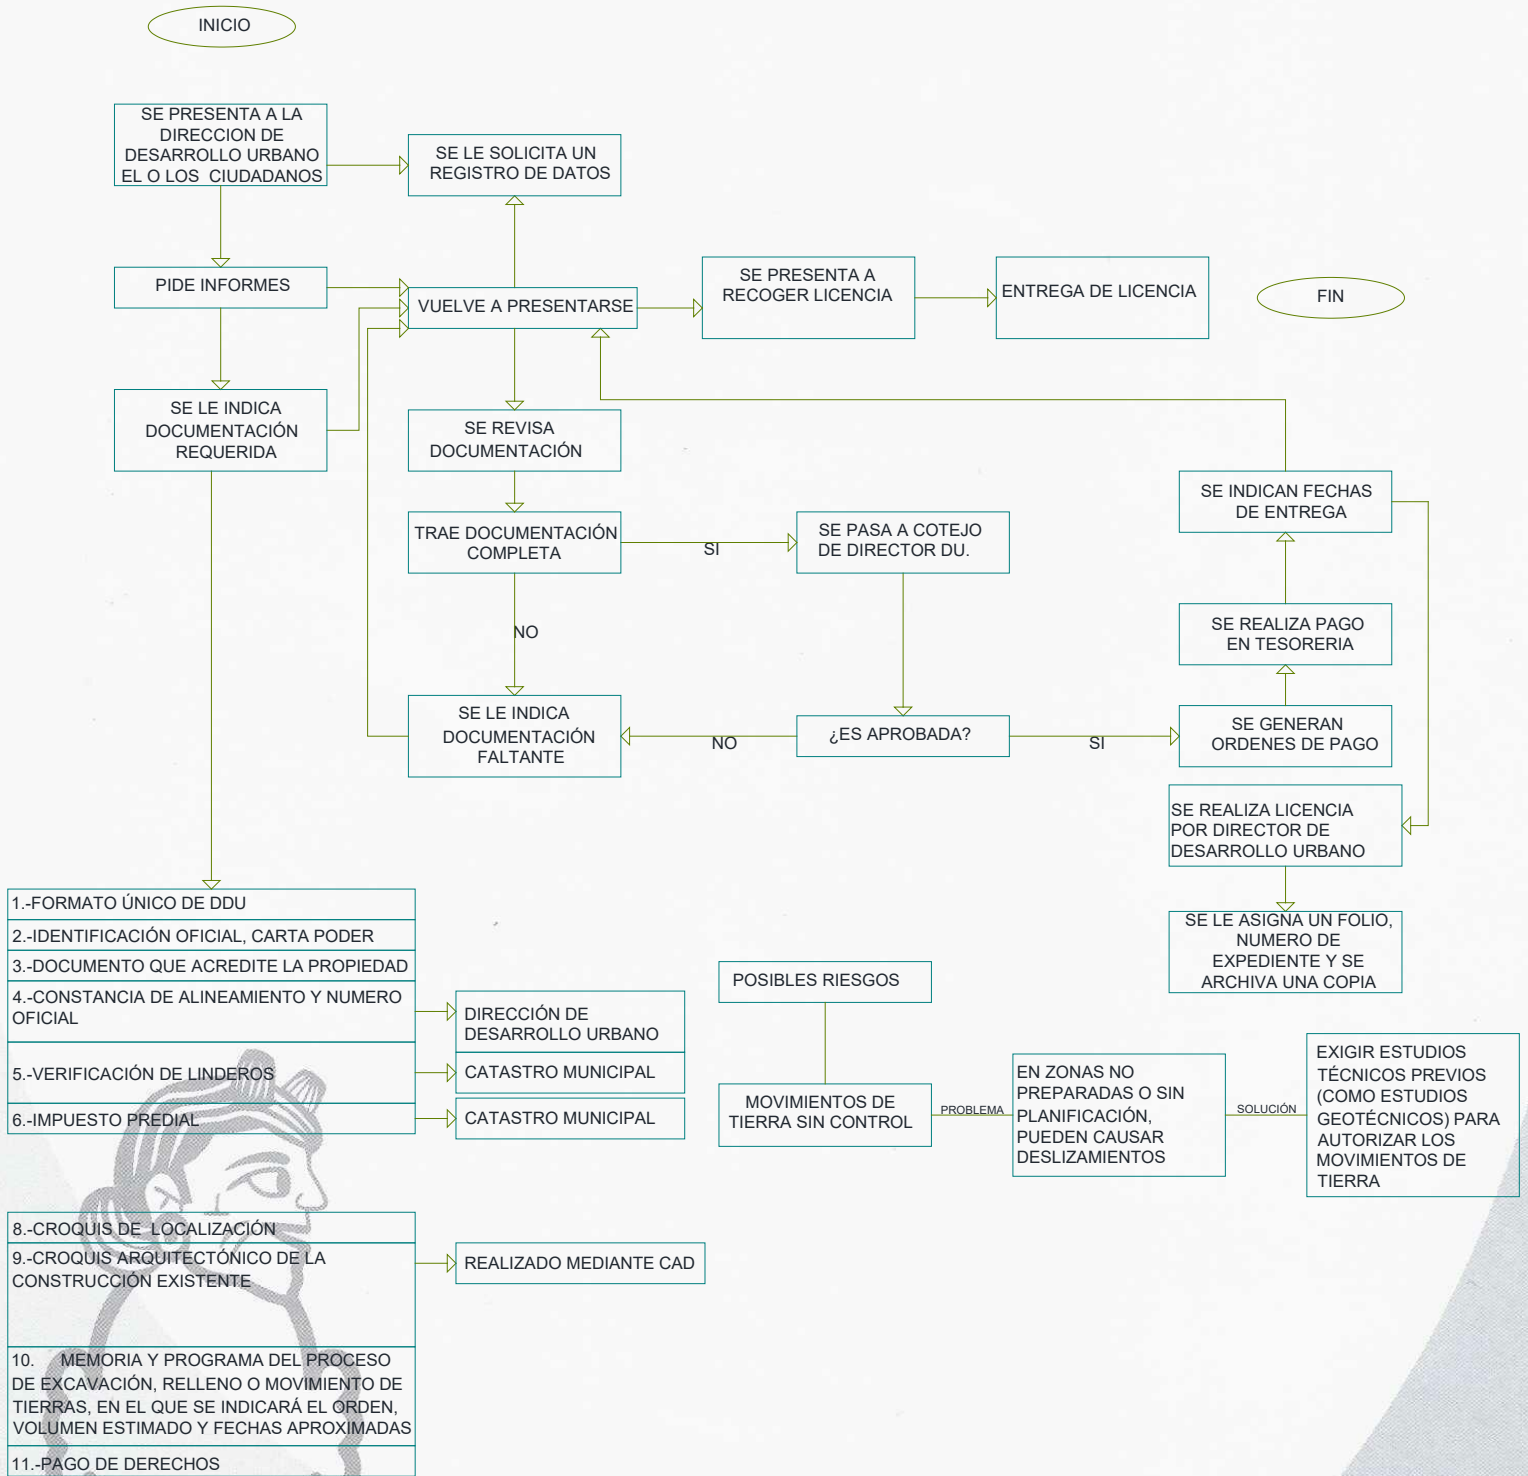 INICIO
SE PRESENTA A LA
DIRECCION DE
DESARROLLO URBANO
EL O LOS CIUDADANOS
SE LE SOLICITA UN
REGISTRO DE DATOS
PIDE INFORMES
VUELVE A PRESENTARSE
SE PRESENTA A
RECOGER LICENCIA
ENTREGA DE LICENCIA
FIN
SE LE INDICA
DOCUMENTACIÓN
REQUERIDA
SE REVISA
DOCUMENTACIÓN
TRAE DOCUMENTACIÓN
COMPLETA
SI
SE PASA A COTEJO
DE DIRECTOR DU.
SE INDICAN FECHAS
DE ENTREGA
NO
SE REALIZA PAGO
EN TESORERIA
SE LE INDICA
DOCUMENTACIÓN
FALTANTE
NO
¿ES APROBADA?
SI
SE GENERAN
ORDENES DE PAGO
SE REALIZA LICENCIA
POR DIRECTOR DE
DESARROLLO URBANO
SE LE ASIGNA UN FOLIO,
NUMERO DE
EXPEDIENTE Y SE
ARCHIVA UNA COPIA
1.-FORMATO ÚNICO DE DDU
2.-IDENTIFICACIÓN OFICIAL, CARTA PODER
3.-DOCUMENTO QUE ACREDITE LA PROPIEDAD
4.-CONSTANCIA DE ALINEAMIENTO Y NUMERO
OFICIAL
DIRECCIÓN DE
DESARROLLO URBANO
5.-VERIFICACIÓN DE LINDEROS
CATASTRO MUNICIPAL
6.-IMPUESTO PREDIAL
CATASTRO MUNICIPAL
POSIBLES RIESGOS
MOVIMIENTOS DE
TIERRA SIN CONTROL
PROBLEMA
EN ZONAS NO
PREPARADAS O SIN
PLANIFICACIÓN,
PUEDEN CAUSAR
DESLIZAMIENTOS
SOLUCIÓN
EXIGIR ESTUDIOS
TÉCNICOS PREVIOS
(COMO ESTUDIOS
GEOTÉCNICOS) PARA
AUTORIZAR LOS
MOVIMIENTOS DE
TIERRA
8.-CROQUIS DE LOCALIZACIÓN
9.-CROQUIS ARQUITECTÓNICO DE LA
CONSTRUCCIÓN EXISTENTE
REALIZADO MEDIANTE CAD
10. MEMORIA Y PROGRAMA DEL PROCESO
DE EXCAVACIÓN, RELLENO O MOVIMIENTO DE
TIERRAS, EN EL QUE SE INDICARÁ EL ORDEN,
VOLUMEN ESTIMADO Y FECHAS APROXIMADAS
11.-PAGO DE DERECHOS